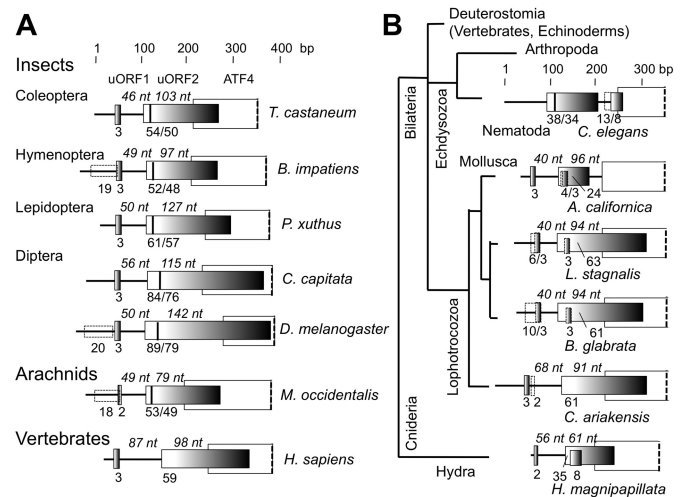 A
1 100 200 300 400 bp
Insects
uORF1 uORF2 ATF4
46 nt 103 nt
Coleoptera
T. castaneum
3 54/50
49 nt 97 nt
Hymenoptera
B. impatiens
19 3 52/48
50 nt 127 nt
Lepidoptera
P. xuthus
3 61/57
Diptera
56 nt 115 nt
C. capitata
3 84/76
50 nt 142 nt
D. melanogaster
20 3 89/79
Arachnids
49 nt 79 nt
M. occidentalis
18 2 53/49
Vertebrates
87 nt 98 nt
H. sapiens
3 59
B
Deuterostomia
(Vertebrates, Echinoderms)
Arthropoda
1 100 200 300 bp
Bilateria
Echdysozoa
38/34 13/8
Nematoda
C. elegans
Mollusca
40 nt 96 nt
3 4/3 24
A. californica
40 nt 94 nt
6/3 3 63
L. stagnalis
40 nt 94 nt
10/3 3 61
B. glabrata
Lophotrocozoa
68 nt 91 nt
3 2 61
C. ariakensis
Cnideria
56 nt 61 nt
Hydra
2 35 8
H. magnipapillata